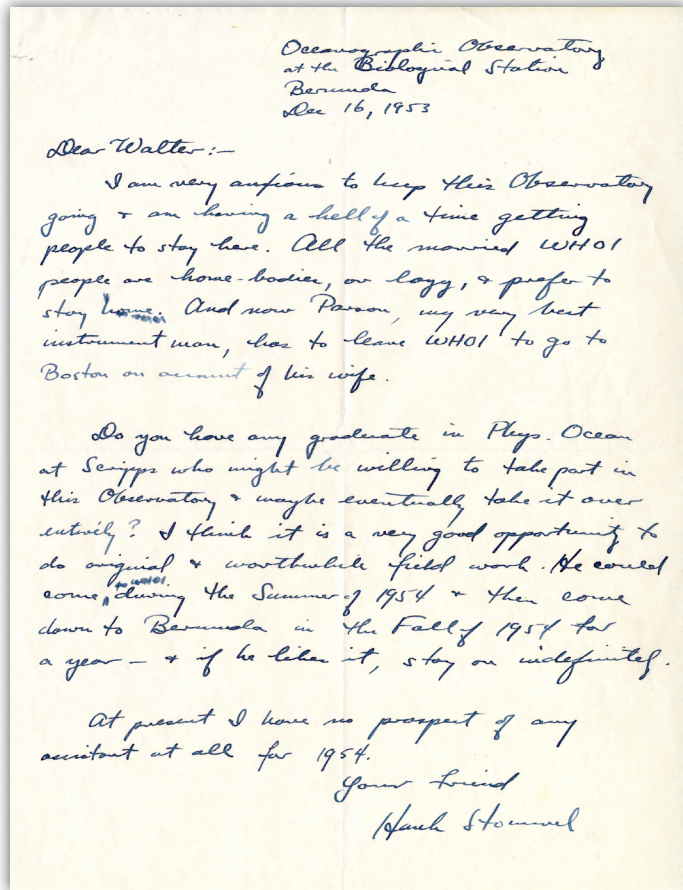 Oceanographic Observatory
at the Biological Station
Bermuda
Dec 16, 1953
Dear Walter:—
I am very anxious to keep this Observatory
going & am having a hell of a time getting
people to stay here. All the married WHOI
people are home-bodies, or lazy, & prefer to
stay home. And now Parson, my very best
instrument man, has to leave WHOI to go to
Boston on account of his wife.
Do you have any graduate in Phys. Ocean
at Scripps who might be willing to take part in
this Observatory & maybe eventually take it over
entirely? I think it is a very good opportunity to
do original & worthwhile field work. He could
to WHOI
come during the Summer of 1954 & then come
down to Bermuda in the Fall of 1954 for
a year — & if he likes it, stay on indefinitely.
At present I have no prospect of any
assistant at all for 1954.
Your friend
Hank Stommel